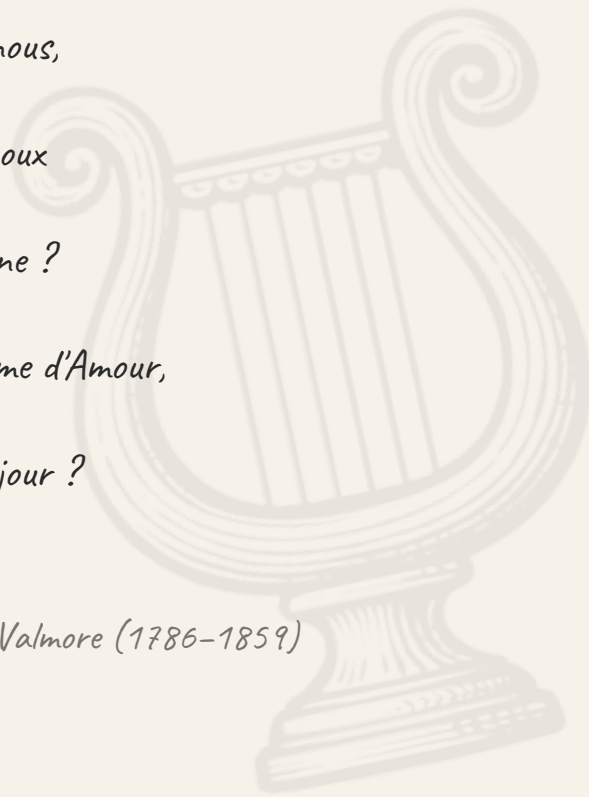 nous,
oux
ne ?
me d'Amour,
jour ?
Valmore (1786–1859)